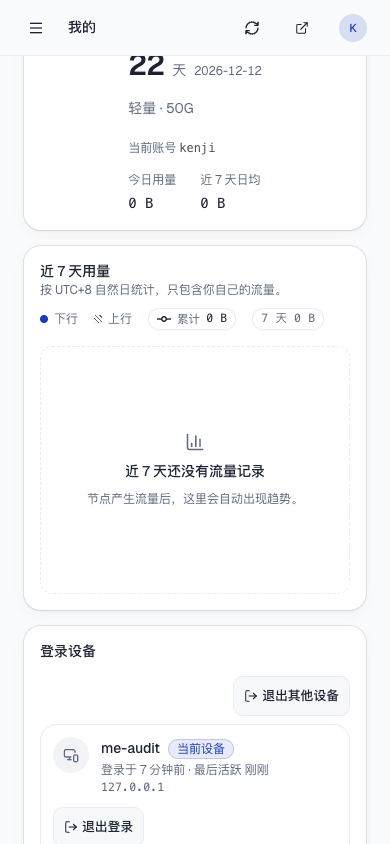 我的
K
22 天 2026-12-12
轻量 · 50G
当前账号 kenji
今日用量 近 7 天日均
0 B 0 B
近 7 天用量
按 UTC+8 自然日统计，只包含你自己的流量。
下行 上行 累计 0 B 7 天 0 B
近 7 天还没有流量记录
节点产生流量后，这里会自动出现趋势。
登录设备
退出其他设备
me-audit 当前设备
登录于 7 分钟前 · 最后活跃 刚刚
127.0.0.1
退出登录